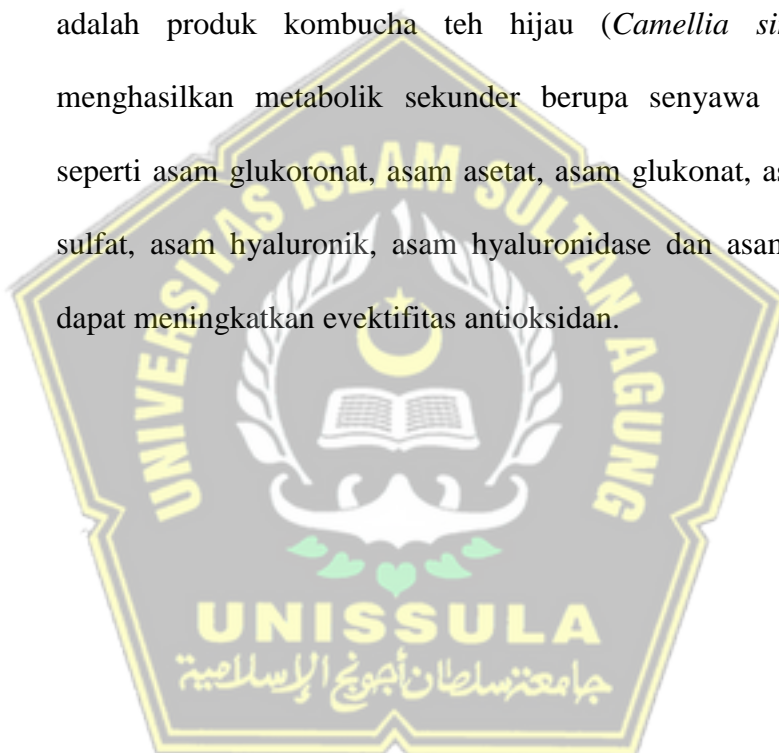 adalah produk kombucha teh hijau (Camellia
menghasilkan metabolik sekunder berupa senyawa
seperti asam glukoronat, asam asetat, asam glukonat,
sulfat, asam hyaluronik, asam hyaluronidase dan asam
dapat meningkatkan evektifitas antioksidan.
UNIVERSITAS ISLAM SULTAN AGUNG
UNISSULA
جامعة سلطان أجونج الإسلامية